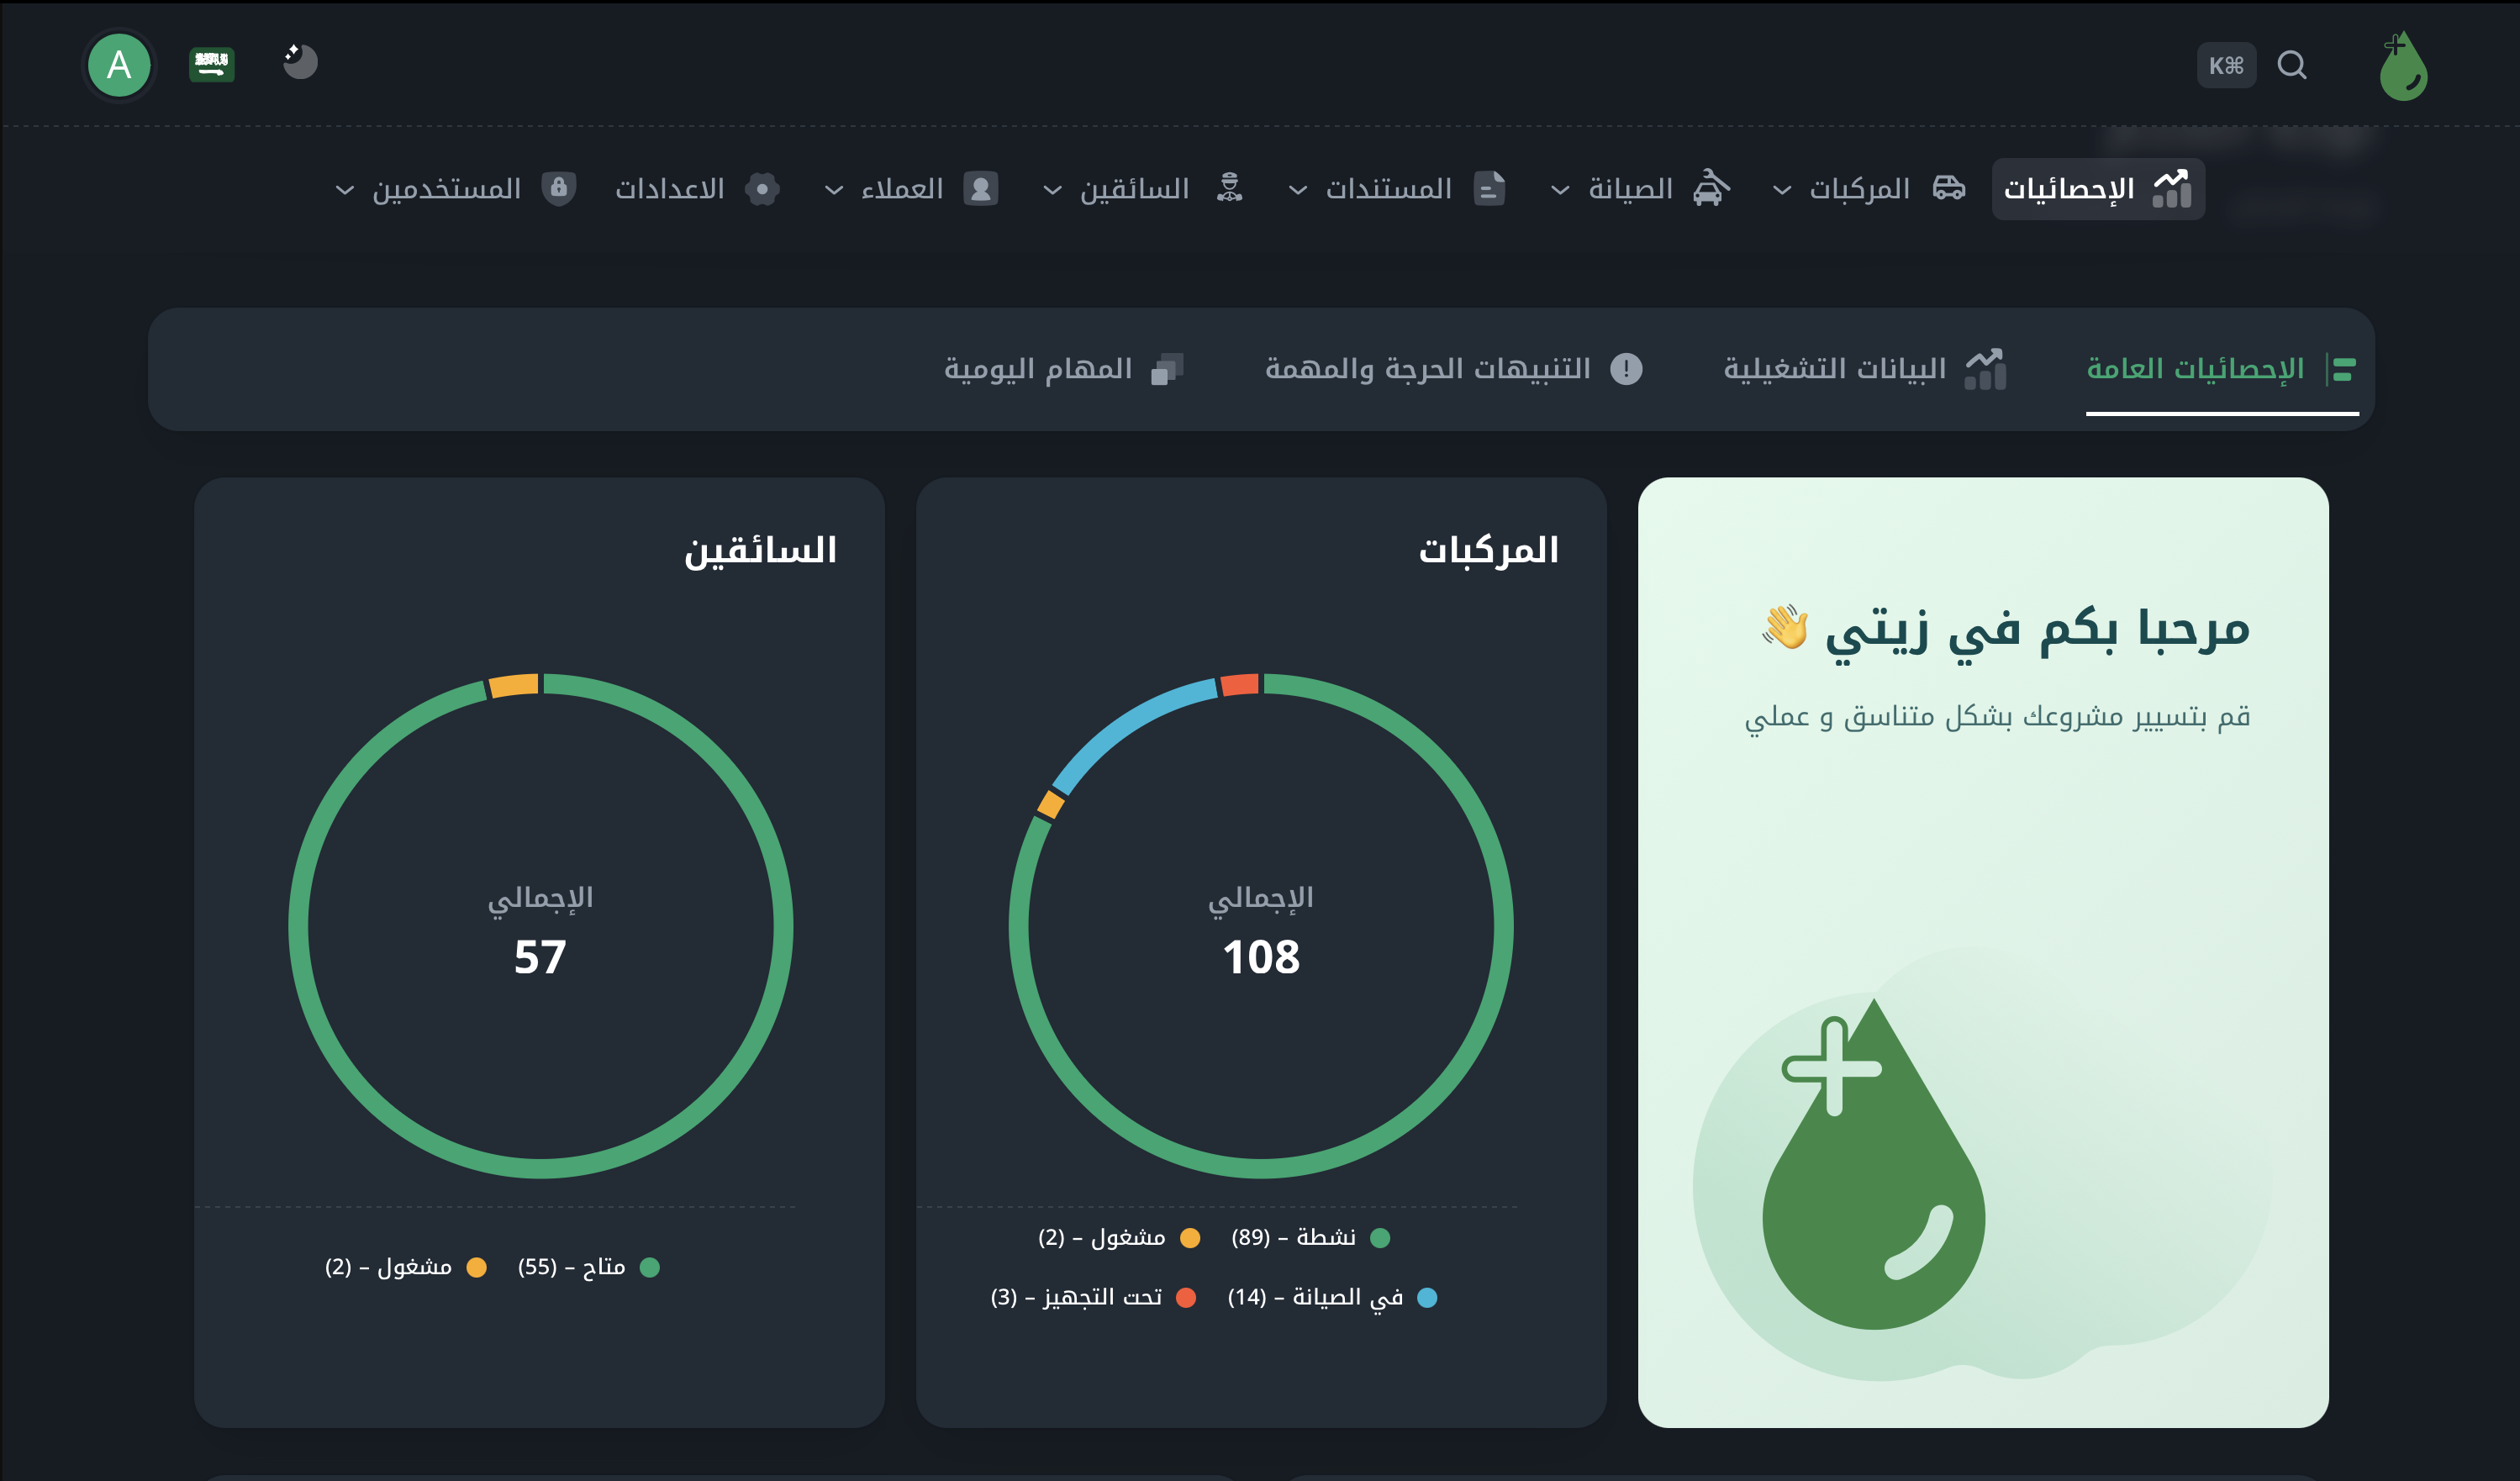 K⌘
A
الإحصائيات
المركبات
الصيانة
المستندات
السائقين
العملاء
الاعدادات
المستخدمين
الإحصائيات العامة
البيانات التشغيلية
التنبيهات الحرجة والمهمة
المهام اليومية
مرحبا بكم في زيتي 👋
قم بتسيير مشروعك بشكل متناسق و عملي
المركبات
الإجمالي
108
نشطة – (89)
مشغول – (2)
في الصيانة – (14)
تحت التجهيز – (3)
السائقين
الإجمالي
57
متاح – (55)
مشغول – (2)